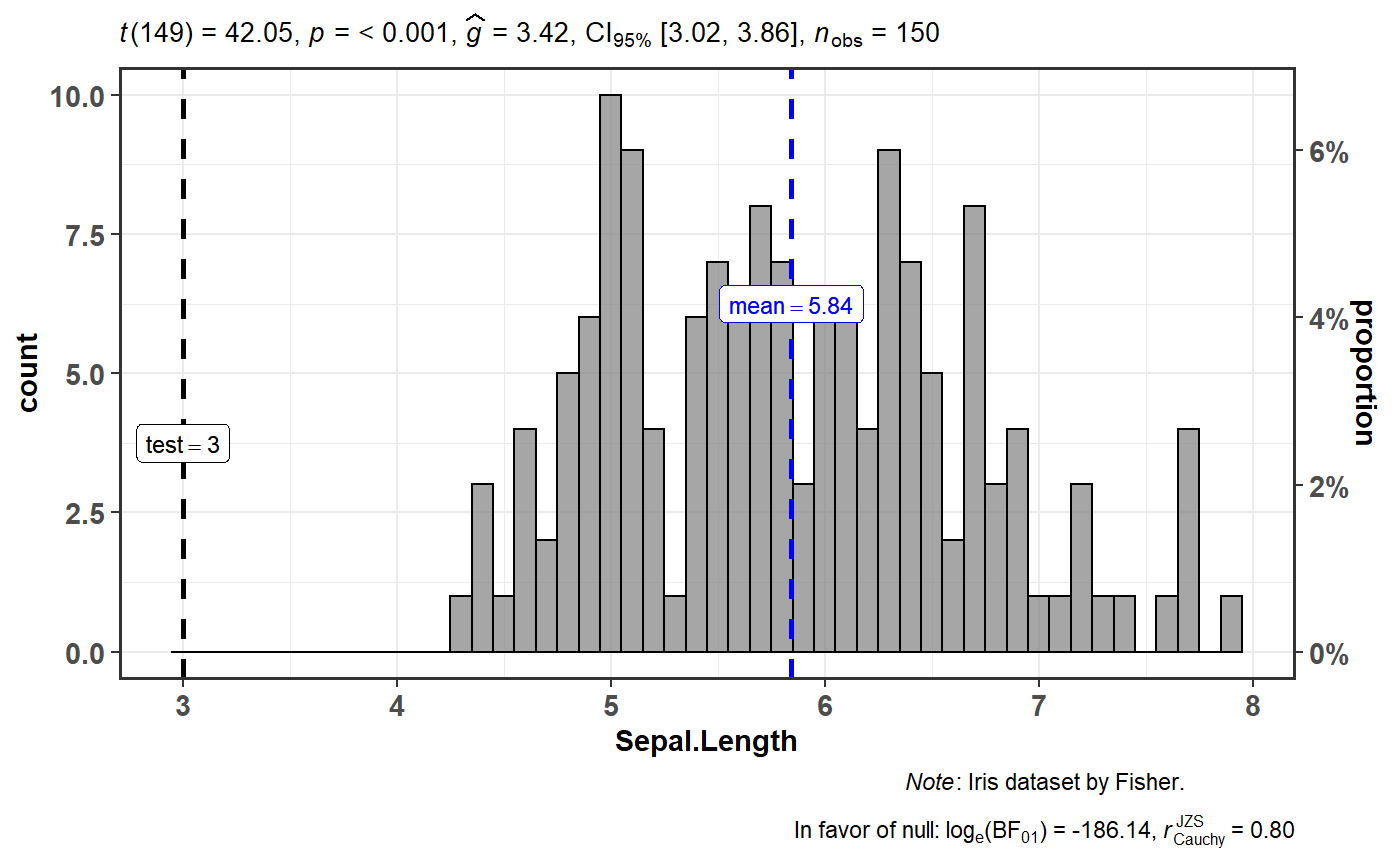 t(149) = 42.05, p = < 0.001, ĝ = 3.42, CI95% [3.02, 3.86], nobs = 150
10.0
7.5
5.0
2.5
0.0
count
6%
4%
2%
0%
proportion
test = 3
mean = 5.84
3 4 5 6 7 8
Sepal.Length
Note: Iris dataset by Fisher.
In favor of null: loge(BF01) = -186.14, rJZSCauchy = 0.80